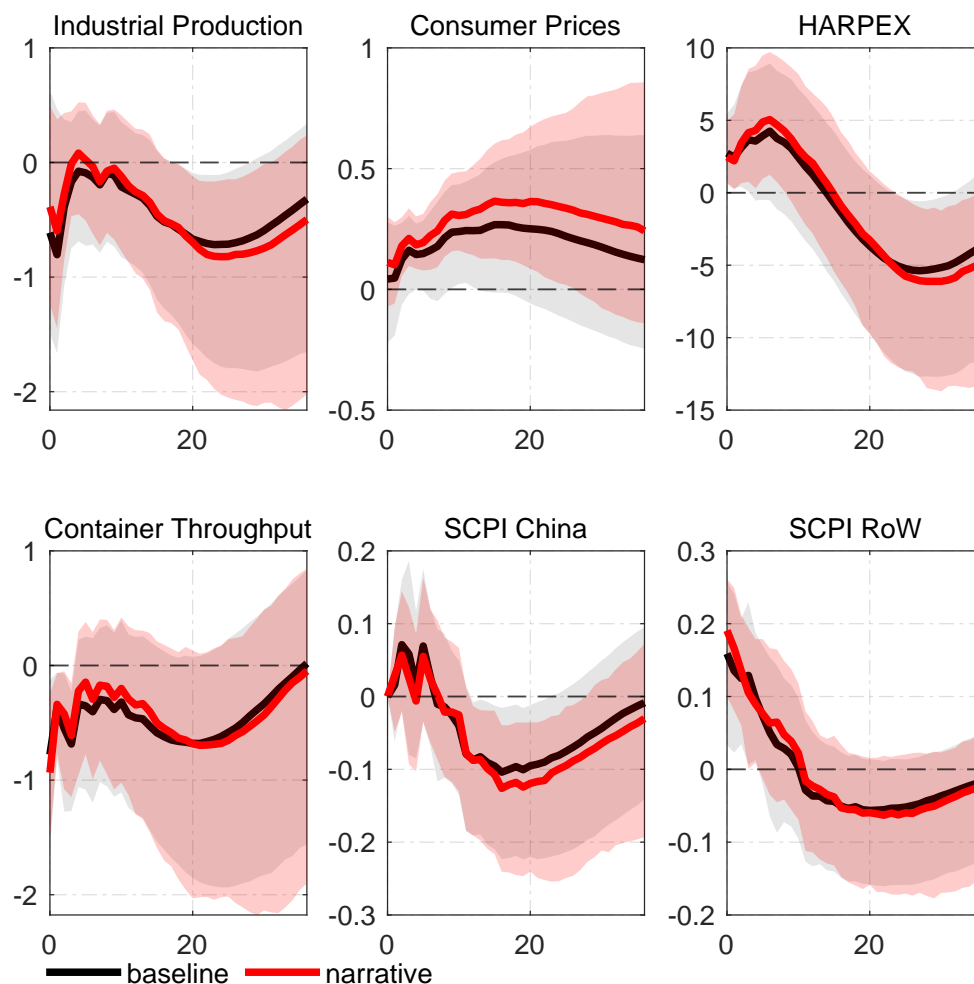 Industrial Production Consumer Prices HARPEX
1 1 10
0 0.5 5
-1 0 0
-2 -0.5 -5
-10
-15
0 20 0 20 0 20
Container Throughput SCPI China SCPI RoW
1 0.2 0.3
0 0.1 0.2
-1 0 0.1
-2 -0.1 0
-0.2 -0.1
-0.3 -0.2
0 20 0 20 0 20
baseline narrative